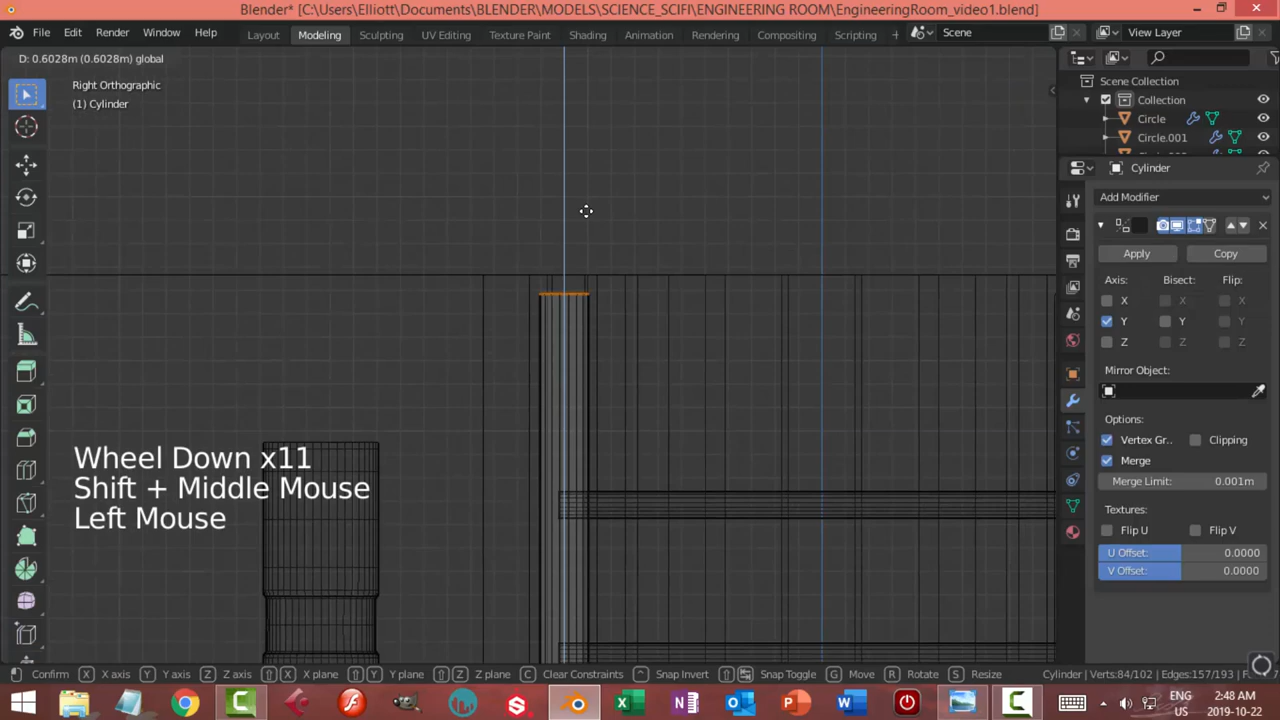 Blender* [C:\Users\Elliott\Documents\BLENDER\MODELS\SCIENCE_SCIFI\ENGINEERING ROOM\EngineeringRoom_video1.blend]
File Edit Render Window Help Layout Modeling Sculpting UV Editing Texture Paint Shading Animation Rendering Compositing Scripting + Scene View Layer
D: 0.6028m (0.6028m) global
Right Orthographic
(1) Cylinder
Scene Collection
Collection
Circle
Circle.001
Cylinder
Add Modifier
Apply Copy
Axis: Bisect: Flip:
X X X
Y Y Y
Z Z Z
Mirror Object:
Options:
Vertex Gr.. Clipping
Merge
Merge Limit: 0.001m
Textures:
Flip U Flip V
U Offset: 0.0000
V Offset: 0.0000
Wheel Down x11
Shift + Middle Mouse
Left Mouse
Confirm X X axis Y Y axis Z Z axis X X plane Y Y plane Z Z plane C Clear Constraints Snap Invert Snap Toggle G Move R Rotate S Resize Cylinder | Verts:84/102 | Edges:157/193 |
ENG
US
2:48 AM
2019-10-22